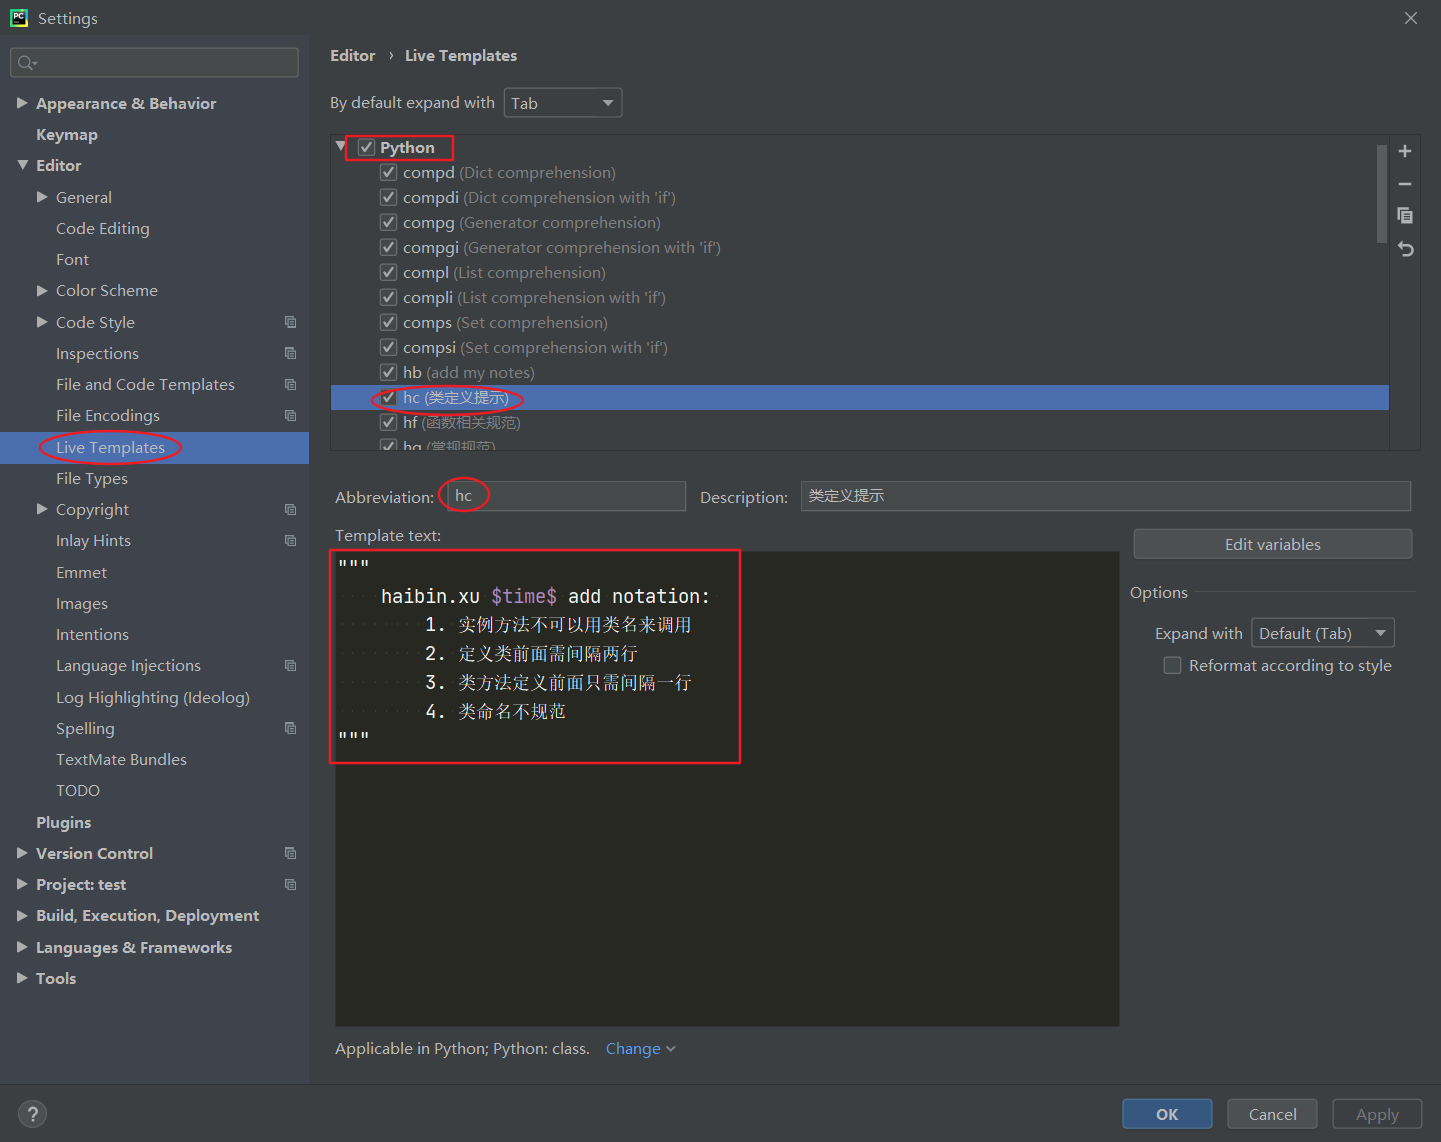 PC Settings
Appearance & Behavior
Keymap
Editor
General
Code Editing
Font
Color Scheme
Code Style
Inspections
File and Code Templates
File Encodings
Live Templates
File Types
Copyright
Inlay Hints
Emmet
Images
Intentions
Language Injections
Log Highlighting (Ideolog)
Spelling
TextMate Bundles
TODO
Plugins
Version Control
Project: test
Build, Execution, Deployment
Languages & Frameworks
Tools
Editor › Live Templates
By default expand with Tab
Python
compd (Dict comprehension)
compdi (Dict comprehension with 'if')
compg (Generator comprehension)
compgi (Generator comprehension with 'if')
compl (List comprehension)
compli (List comprehension with 'if')
comps (Set comprehension)
compsi (Set comprehension with 'if')
hb (add my notes)
hc (类定义提示)
hf (函数相关规范)
(常规规范)
Abbreviation: hc Description: 类定义提示
Template text:
"""
haibin.xu $time$ add notation:
1. 实例方法不可以用类名来调用
2. 定义类前面需间隔两行
3. 类方法定义前面只需间隔一行
4. 类命名不规范
"""
Edit variables
Options
Expand with Default (Tab)
Reformat according to style
Applicable in Python; Python: class. Change
? OK Cancel Apply